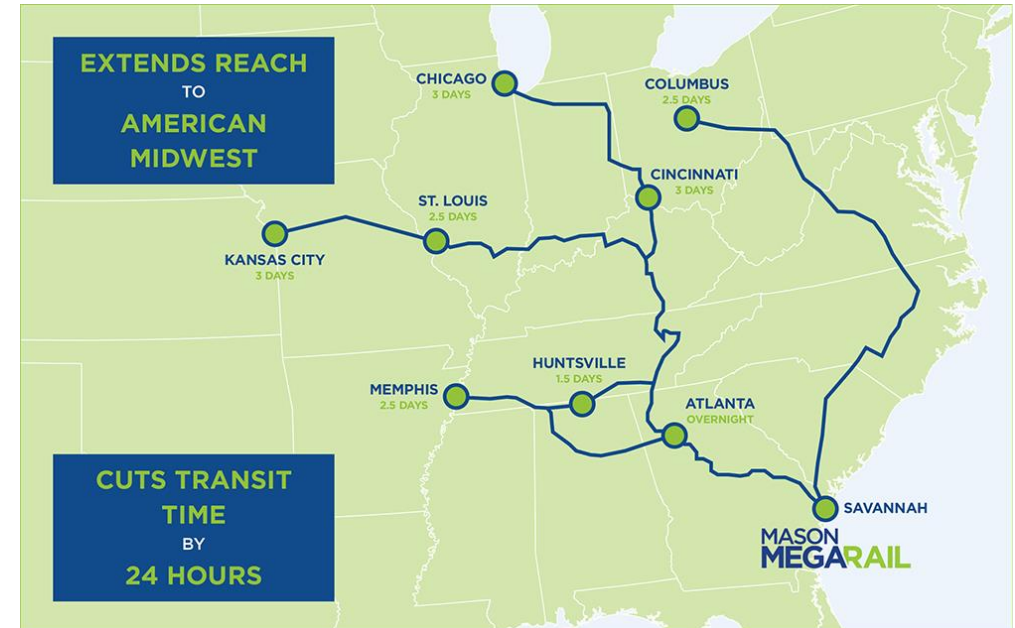 EXTENDS REACH
TO
AMERICAN
MIDWEST
CHICAGO
3 DAYS
COLUMBUS
2.5 DAYS
CINCINNATI
3 DAYS
ST. LOUIS
2.5 DAYS
KANSAS CITY
3 DAYS
HUNTSVILLE
1.5 DAYS
MEMPHIS
2.5 DAYS
ATLANTA
OVERNIGHT
SAVANNAH
MASON
MEGARAIL
CUTS TRANSIT
TIME
BY
24 HOURS